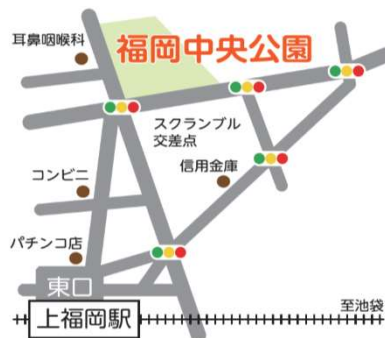 耳鼻咽喉科
福岡中央公園
スクランブル
交差点
信用金庫
コンビニ
パチンコ店
東口
上福岡駅
至池袋